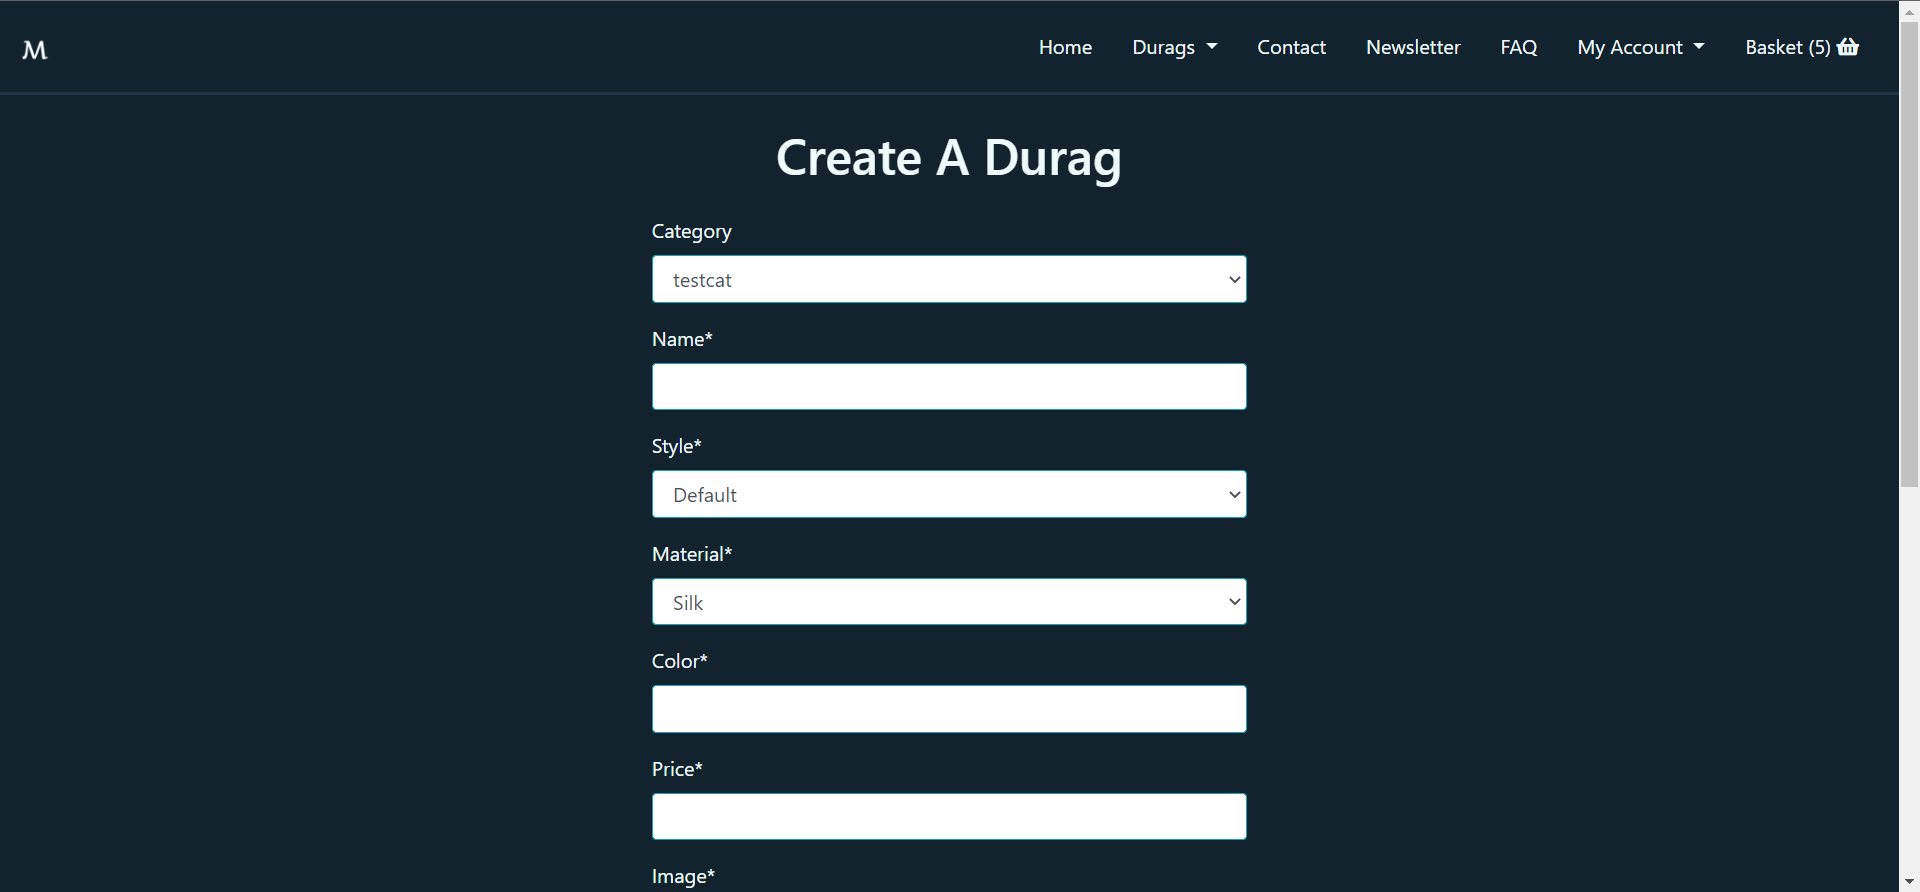 M
Home Durags Contact Newsletter FAQ My Account Basket (5)
Create A Durag
Category
testcat
Name*
Style*
Default
Material*
Silk
Color*
Price*
Image*